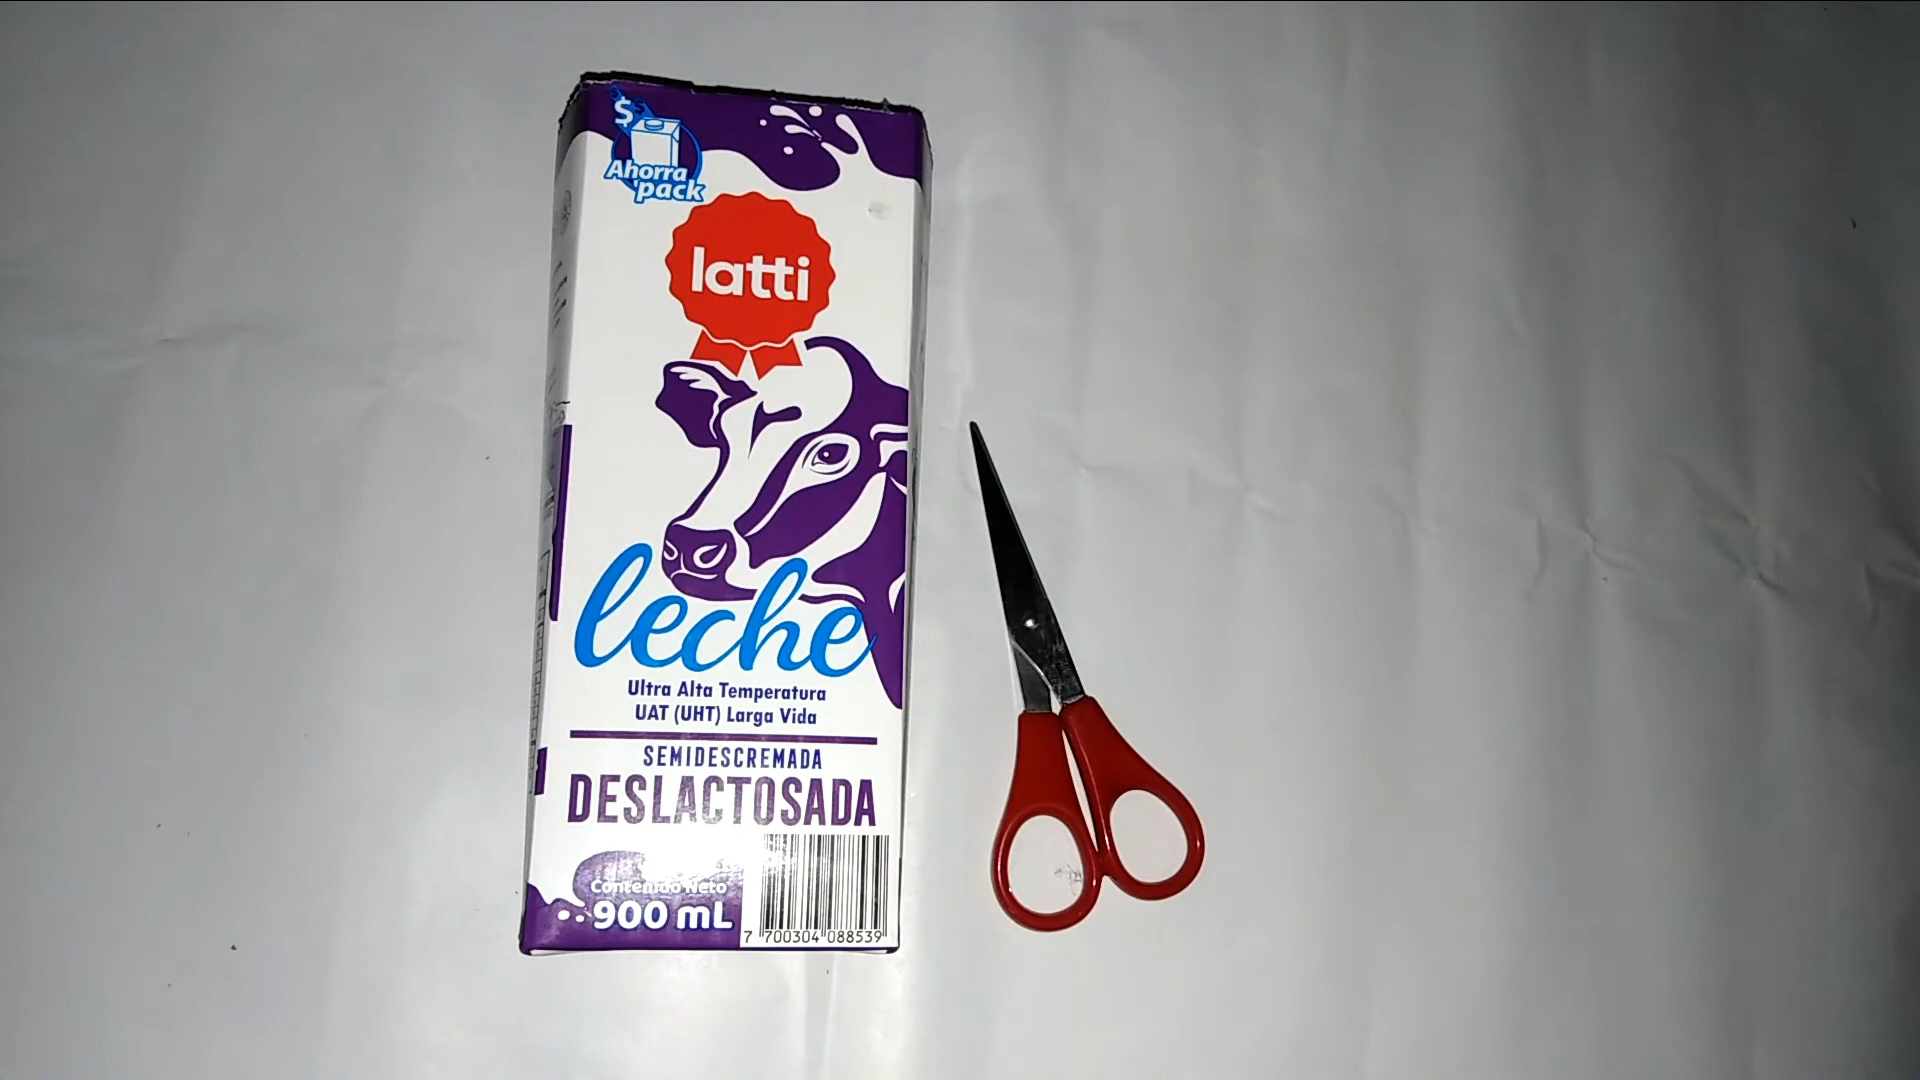 $
Ahorra
pack
latti
leche
Ultra Alta Temperatura
UAT (UHT) Larga Vida
SEMIDESCREMADA
DESLACTOSADA
Contenido Neto
900 mL
7 700304 088539